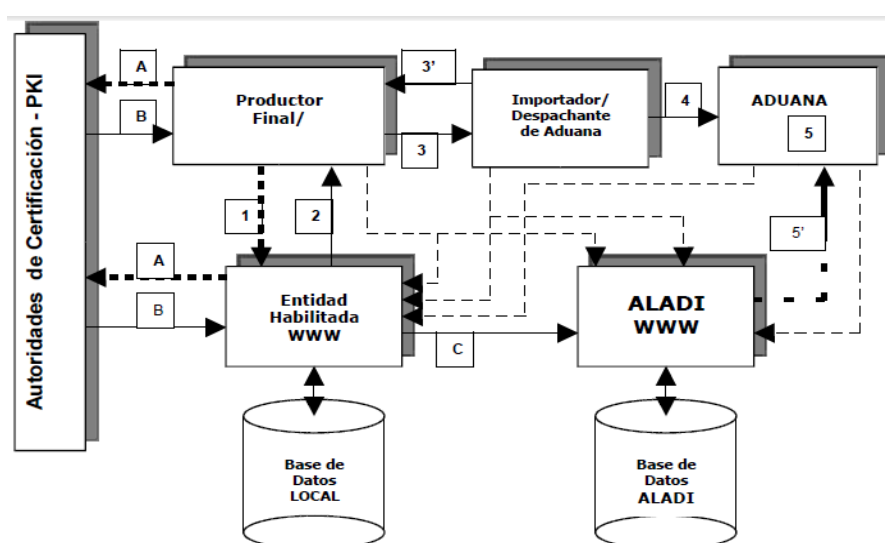 Autoridades de Certificación - PKI
A
3'
Productor
Final/
Importador/
Despachante
de Aduana
4
ADUANA
5
B
3
1
2
5'
A
B
Entidad
Habilitada
WWW
C
ALADI
WWW
Base de
Datos
LOCAL
Base de
Datos
ALADI